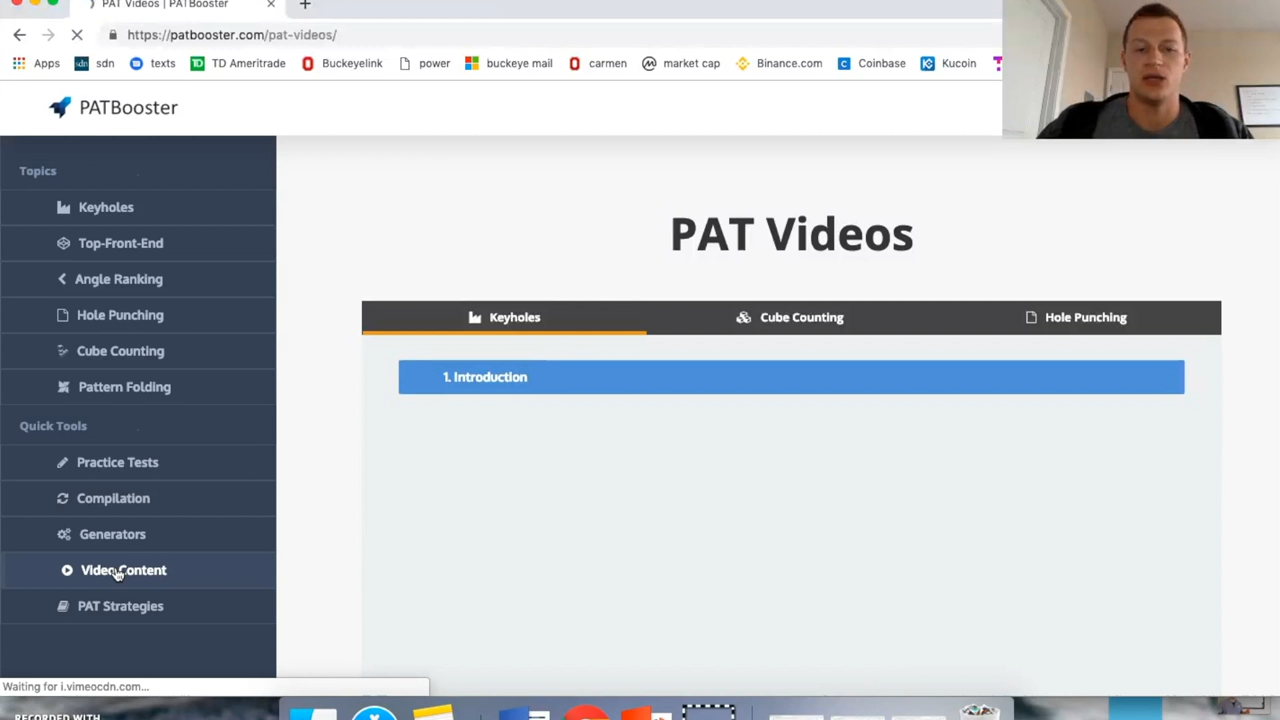 PAT Videos | PATBooster
https://patbooster.com/pat-videos/
Apps sdn texts TD Ameritrade Buckeyelink power buckeye mail carmen market cap Binance.com Coinbase Kucoin
PATBooster
Topics
Keyholes
Top-Front-End
Angle Ranking
Hole Punching
Cube Counting
Pattern Folding
Quick Tools
Practice Tests
Compilation
Generators
Video Content
PAT Strategies
PAT Videos
Keyholes Cube Counting Hole Punching
1. Introduction
Waiting for i.vimeocdn.com...
RECORDED WITH